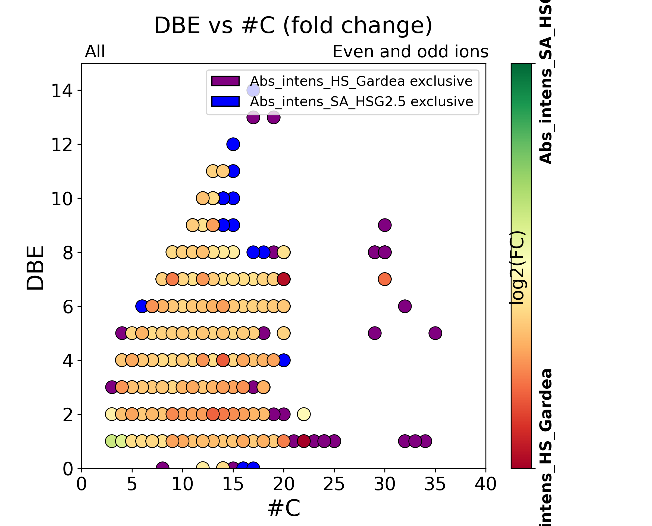 DBE vs #C (fold change)
All
Even and odd ions
Abs_intens_HS_Gardea exclusive
Abs_intens_SA_HSG2.5 exclusive
DBE
14
12
10
8
6
4
2
0
0
5
10
15
20
25
30
35
40
#C
log2(FC)
Abs_intens_SA_HSG
intens_HS_Gardea